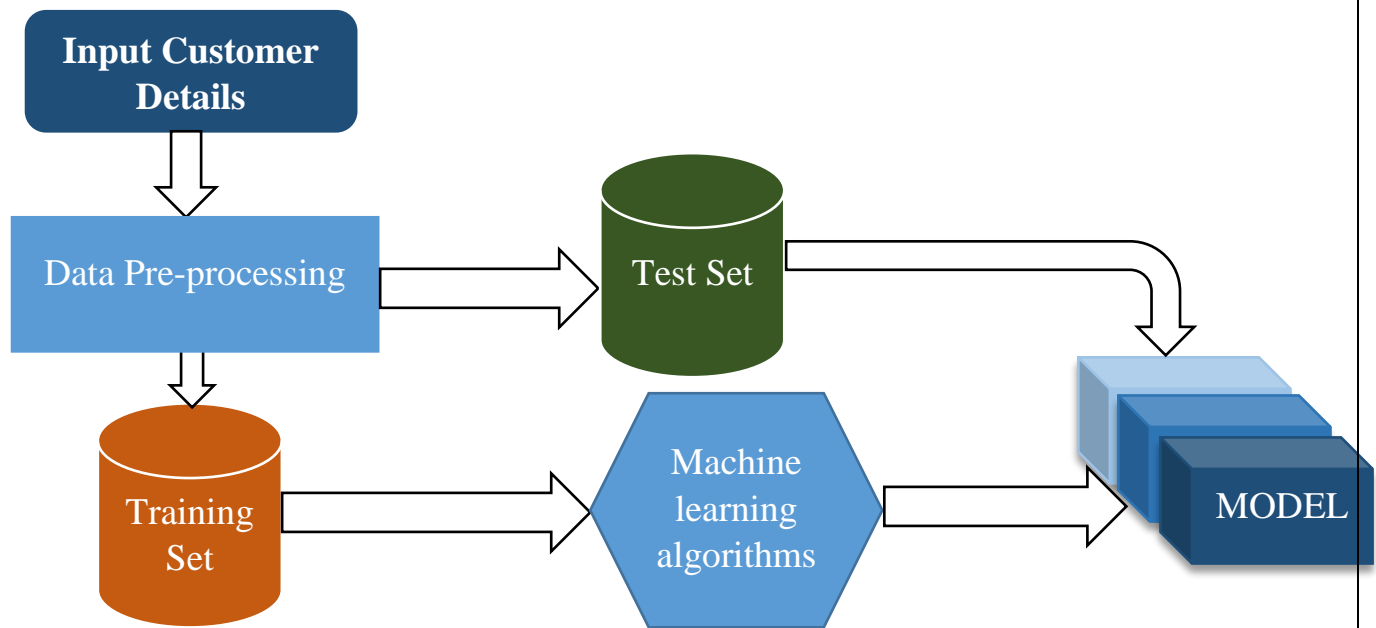 Input Customer
Details
Data Pre-processing
Test Set
Training
Set
Machine
learning
algorithms
MODEL